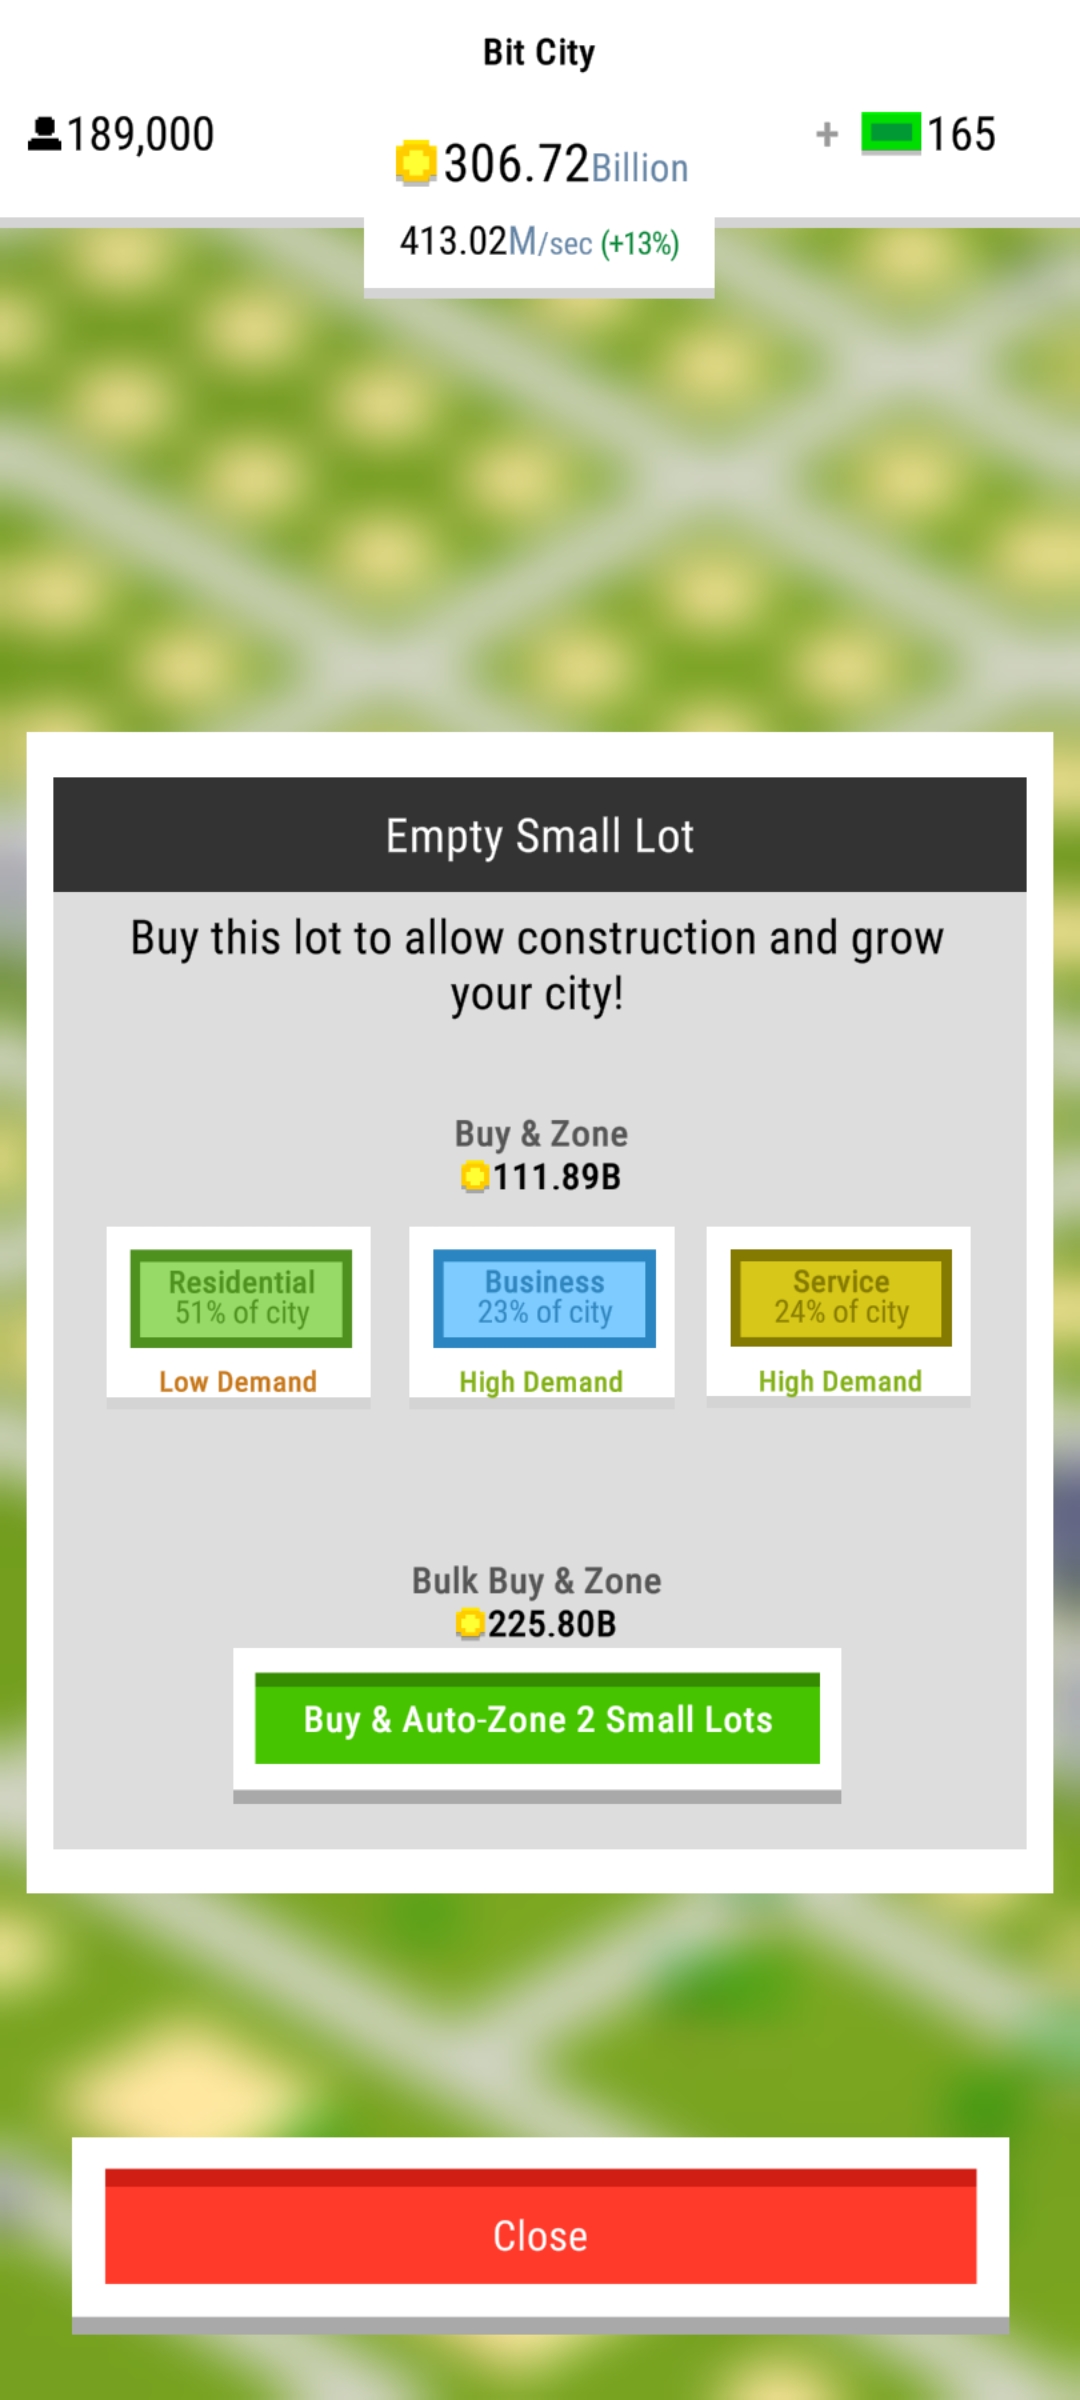 Bit City
189,000
306.72Billion
+ 165
413.02M/sec (+13%)
Empty Small Lot
Buy this lot to allow construction and grow
your city!
Buy & Zone
111.89B
Residential
51% of city
Low Demand
Business
23% of city
High Demand
Service
24% of city
High Demand
Bulk Buy & Zone
225.80B
Buy & Auto-Zone 2 Small Lots
Close